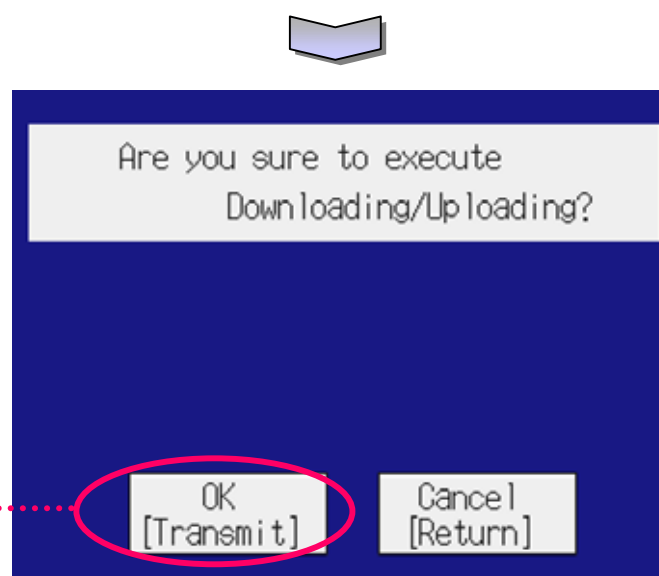 Are you sure to execute
Downloading/Uploading?
OK
[Transmit]
Cancel
[Return]